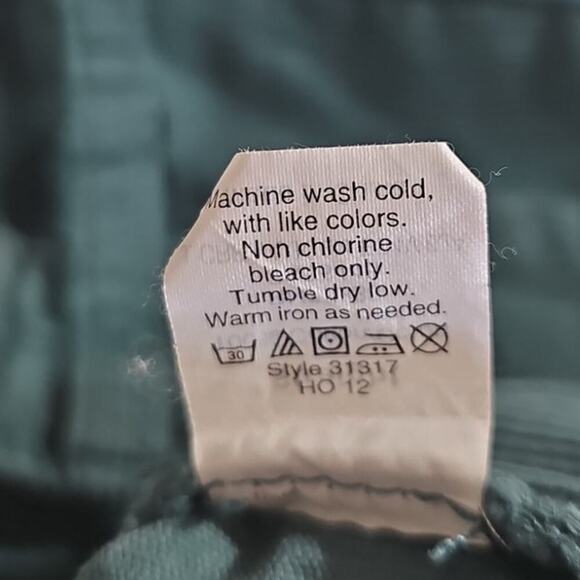 Machine wash cold,
with like colors.
Non chlorine
bleach only.
Tumble dry low.
Warm iron as needed.
30
Style 31317
HO 12